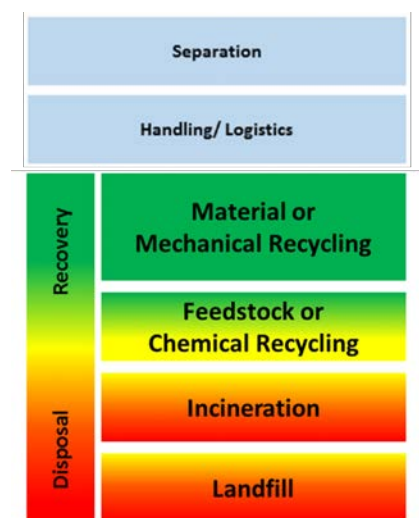 Separation
Handling/ Logistics
Recovery
Material or
Mechanical Recycling
Feedstock or
Chemical Recycling
Disposal
Incineration
Landfill